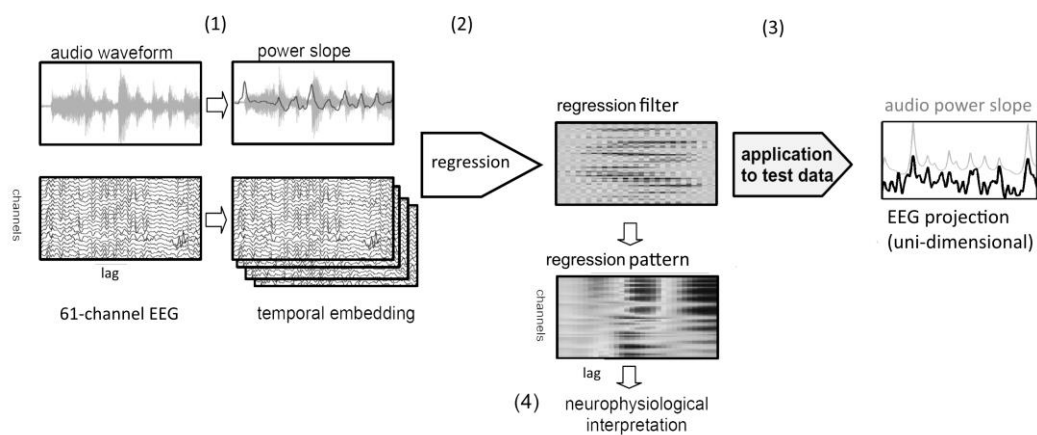 (1)
(2)
(3)
audio waveform
power slope
channels
lag
61-channel EEG
temporal embedding
regression
regression filter
regression pattern
channels
lag
(4)
neurophysiological
interpretation
application
to test data
audio power slope
EEG projection
(uni-dimensional)